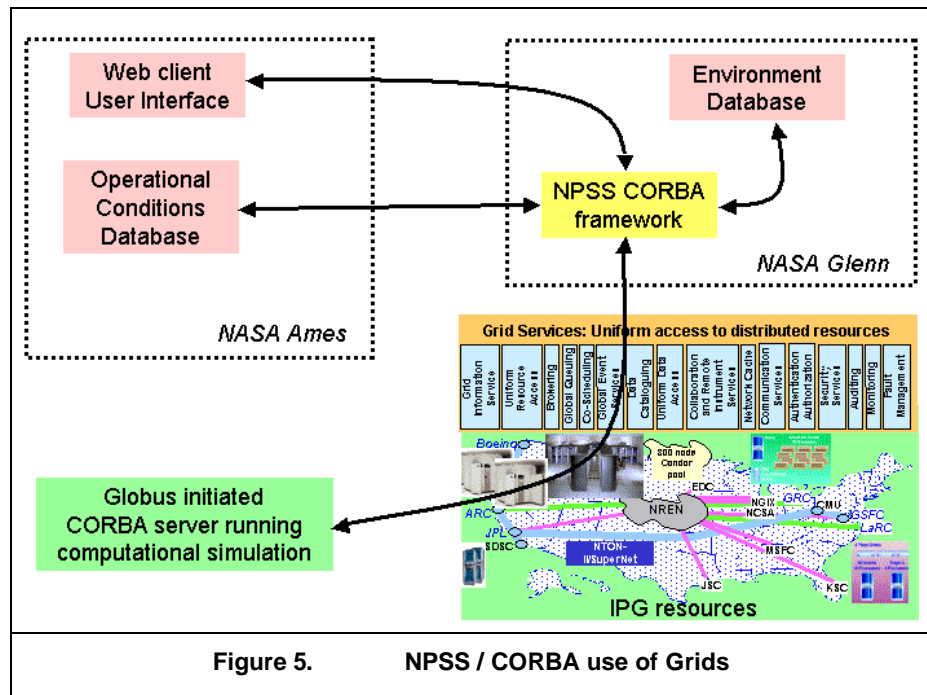 Web client
User Interface
Operational
Conditions
Database
NASA Ames
Environment
Database
NPSS CORBA
framework
NASA Glenn
Grid Services: Uniform access to distributed resources
Grid
Information
Service
Uniform
Resource
Access
Brokering
Global Queuing
Co-Scheduling
Global Event
Services
Data
Cataloguing
Uniform Data
Access
Collaboration
and Remote
Instrument
Services
Network Cache
Communication
Services
Authentication
Authorization
Security
Services
Auditing
Monitoring
Fault
Management
Boeing
300 node
Condor
pool
EDC
NREN
NGIX
NCSA
GRC
CMU
GSFC
LaRC
ARC
JPL
SDSC
NTON-
II/SuperNet
MSFC
JSC
KSC
IPG resources
Globus initiated
CORBA server running
computational simulation
Figure 5. NPSS / CORBA use of Grids